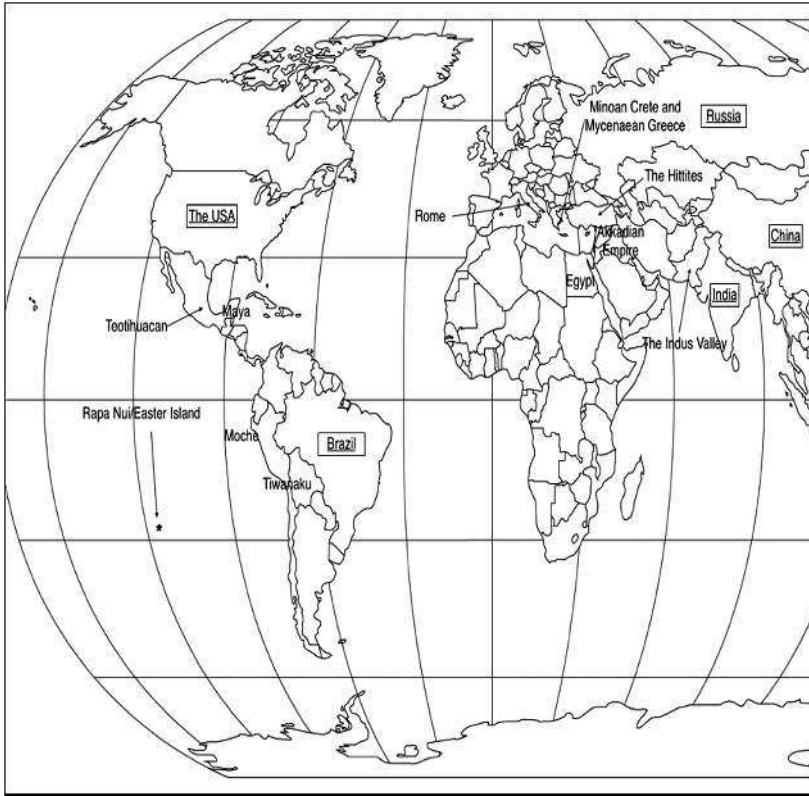 Minoan Crete and
Mycenaean Greece
Russia
The Hittites
The USA
Rome
Akkadian
Empire
China
Egypt
India
Maya
Teotihuacan
The Indus Valley
Rapa Nui/Easter Island
Moche
Brazil
Tiwanaku
*